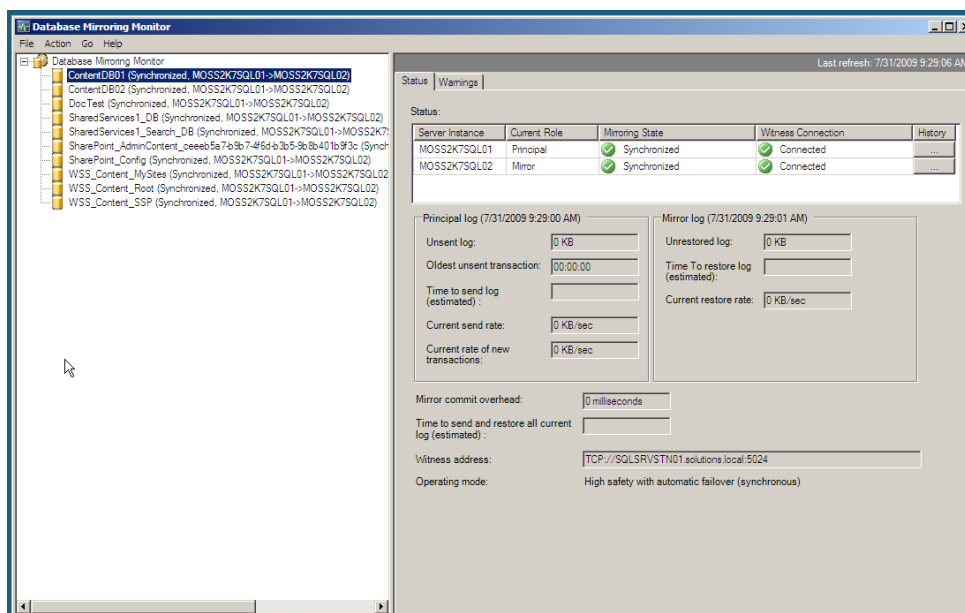 Database Mirroring Monitor
File Action Go Help
Database Mirroring Monitor
ContentDB01 (Synchronized, MOSS2K7SQL01->MOSS2K7SQL02)
ContentDB02 (Synchronized, MOSS2K7SQL01->MOSS2K7SQL02)
DocTest (Synchronized, MOSS2K7SQL01->MOSS2K7SQL02)
SharedServices1_DB (Synchronized, MOSS2K7SQL01->MOSS2K7SQL02)
SharedServices1_Search_DB (Synchronized, MOSS2K7SQL01->MOSS2K7
SharePoint_AdminContent_ceeeb5a7-b9b7-4f6d-b3b5-9b8b401b9f3c (Synch
SharePoint_Config (Synchronized, MOSS2K7SQL01->MOSS2K7SQL02)
WSS_Content_MySites (Synchronized, MOSS2K7SQL01->MOSS2K7SQL02)
WSS_Content_Root (Synchronized, MOSS2K7SQL01->MOSS2K7SQL02)
WSS_Content_SSP (Synchronized, MOSS2K7SQL01->MOSS2K7SQL02)
Last refresh: 7/31/2009 9:29:06 AM
Status Warnings
Status:
Server Instance Current Role Mirroring State Witness Connection History
MOSS2K7SQL01 Principal Synchronized Connected ...
MOSS2K7SQL02 Mirror Synchronized Connected ...
Principal log (7/31/2009 9:29:00 AM)
Unsent log: 0 KB
Oldest unsent transaction: 00:00:00
Time to send log
(estimated) :
Current send rate: 0 KB/sec
Current rate of new
transactions: 0 KB/sec
Mirror log (7/31/2009 9:29:01 AM)
Unrestored log: 0 KB
Time To restore log
(estimated):
Current restore rate: 0 KB/sec
Mirror commit overhead: 0 milliseconds
Time to send and restore all current
log (estimated) :
Witness address: TCP://SQLSRVSTN01.solutions.local:5024
Operating mode: High safety with automatic failover (synchronous)